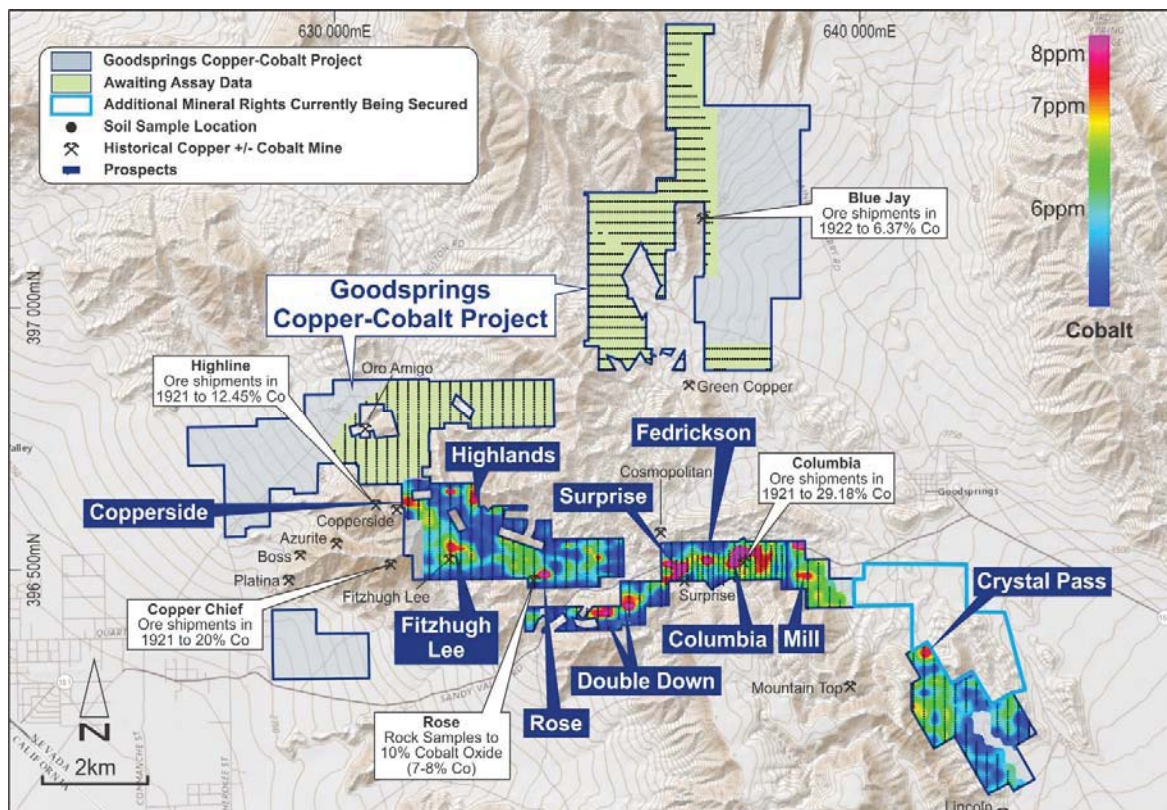 630 000mE
640 000mE
Goodsprings Copper-Cobalt Project
Awaiting Assay Data
Additional Mineral Rights Currently Being Secured
Soil Sample Location
Historical Copper +/- Cobalt Mine
Prospects
8ppm
7ppm
6ppm
Cobalt
Blue Jay
Ore shipments in
1922 to 6.37% Co
397 000mN
Goodsprings
Copper-Cobalt Project
Highline
Ore shipments in
1921 to 12.45% Co
Oro Amigo
Green Copper
Valley
Highlands
Fedrickson
Cosmopolitan
Columbia
Ore shipments in
1921 to 29.18% Co
Goodsprings
Surprise
Copperside
Copperside
Azurite
Boss
Platina
396 500mN
Fitzhugh Lee
Surprise
Crystal Pass
Copper Chief
Ore shipments in
1921 to 20% Co
Fitzhugh
Lee
Columbia
Mill
Double Down
Rose
Mountain Top
SANDY VA
Rose
Rock Samples to
10% Cobalt Oxide
(7-8% Co)
N
NEVADA
CALIFORNIA
2km
Lincoln